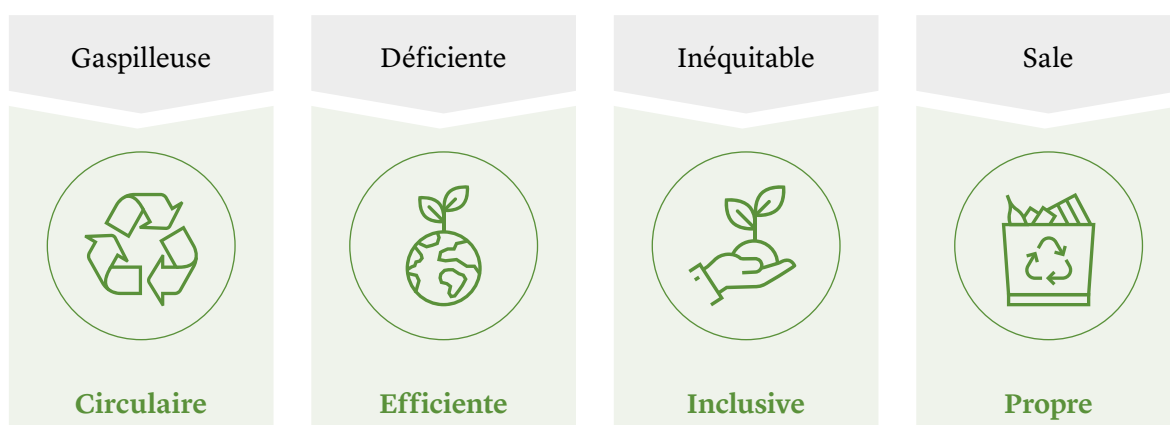 Gaspilleuse
Déficiente
Inéquitable
Sale
Circulaire
Efficiente
Inclusive
Propre